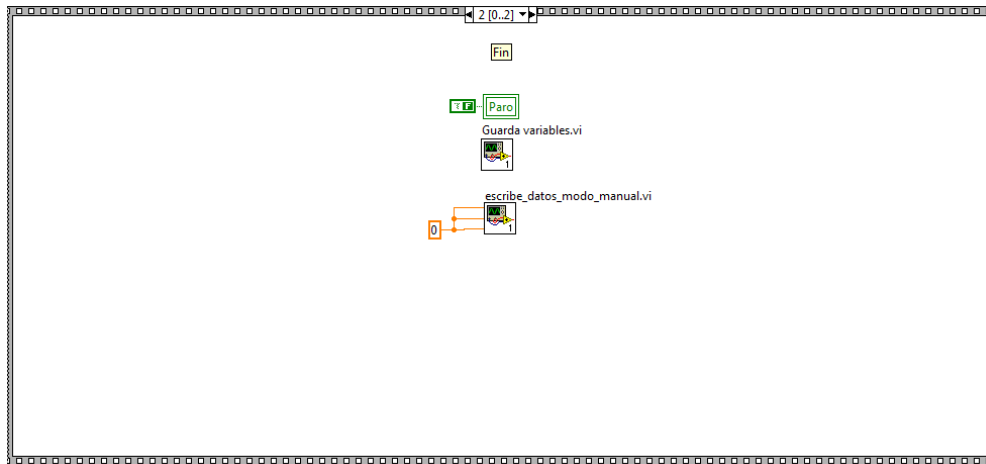 2 [0..2]
Fin
F
Paro
Guarda variables.vi
1
escribe_datos_modo_manual.vi
0
1